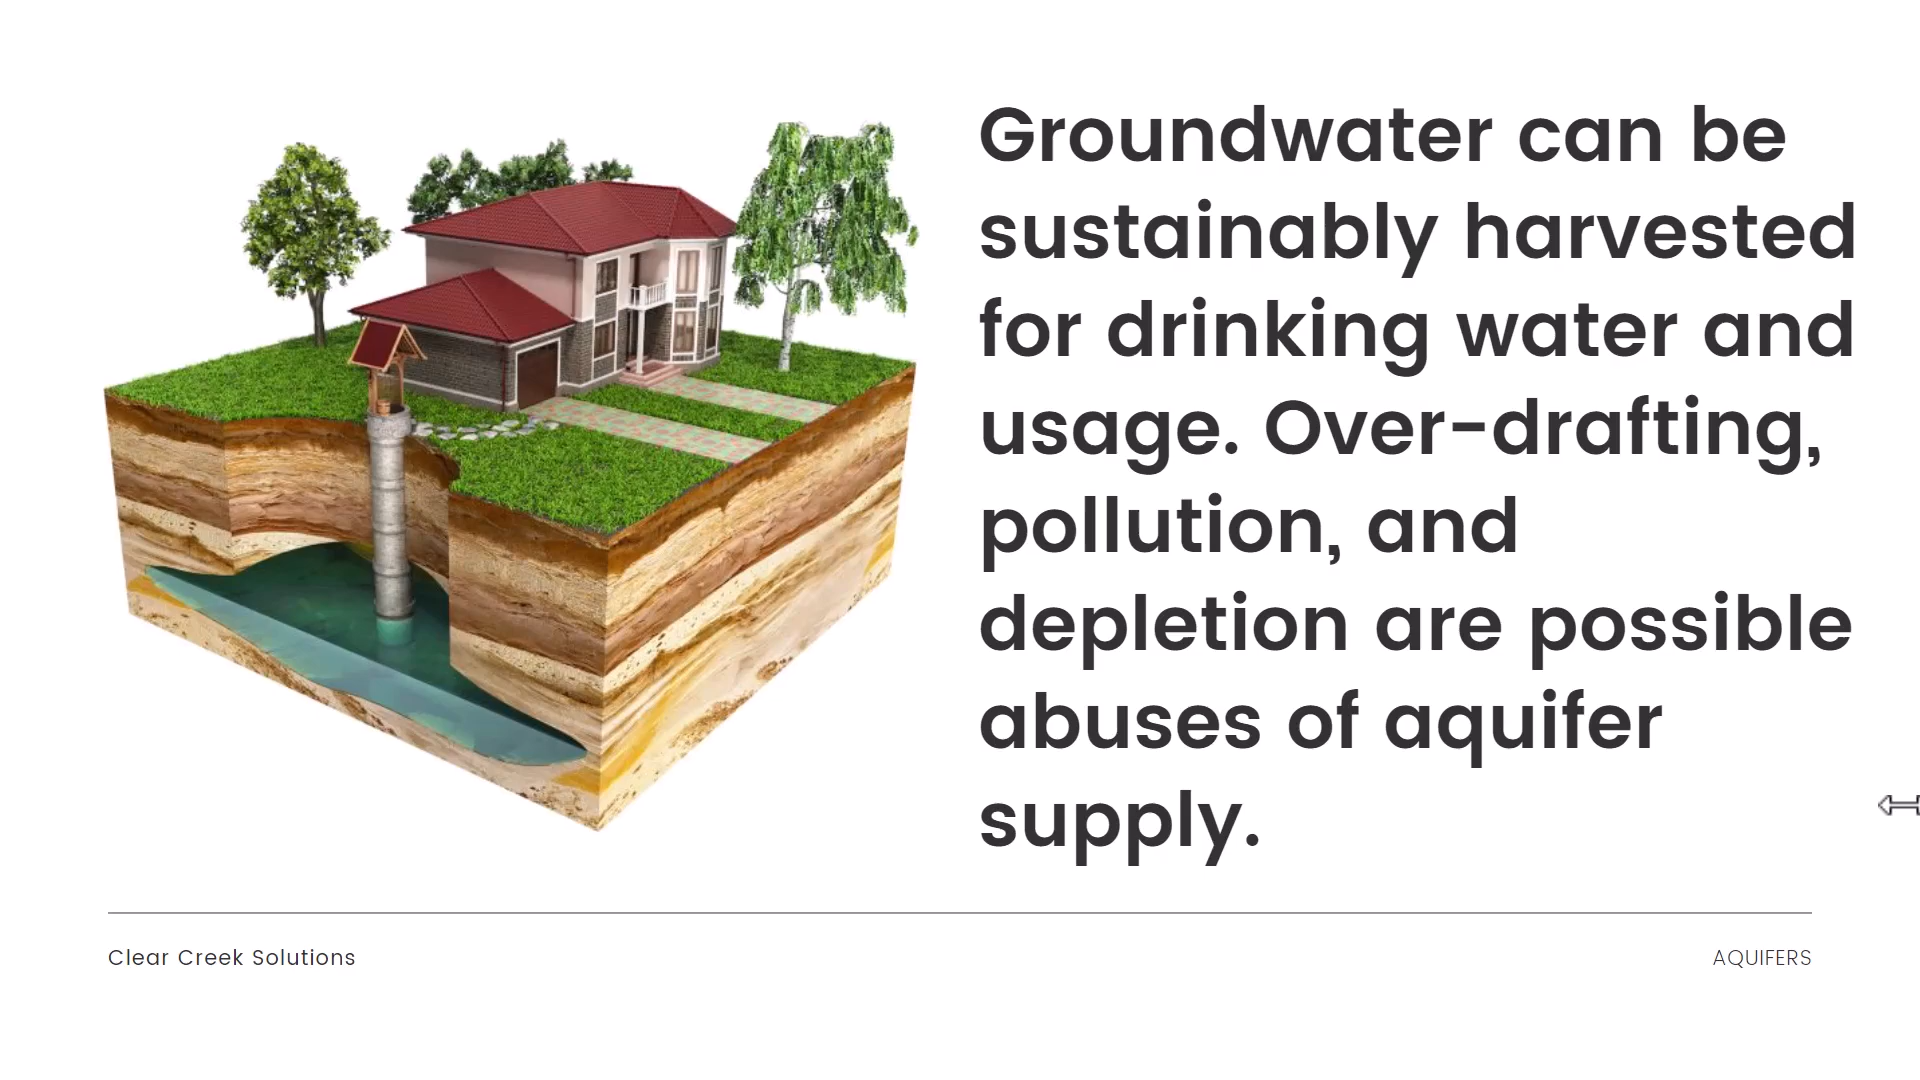 Groundwater can be
sustainably harvested
for drinking water and
usage. Over-drafting,
pollution, and
depletion are possible
abuses of aquifer
supply.
Clear Creek Solutions
AQUIFERS